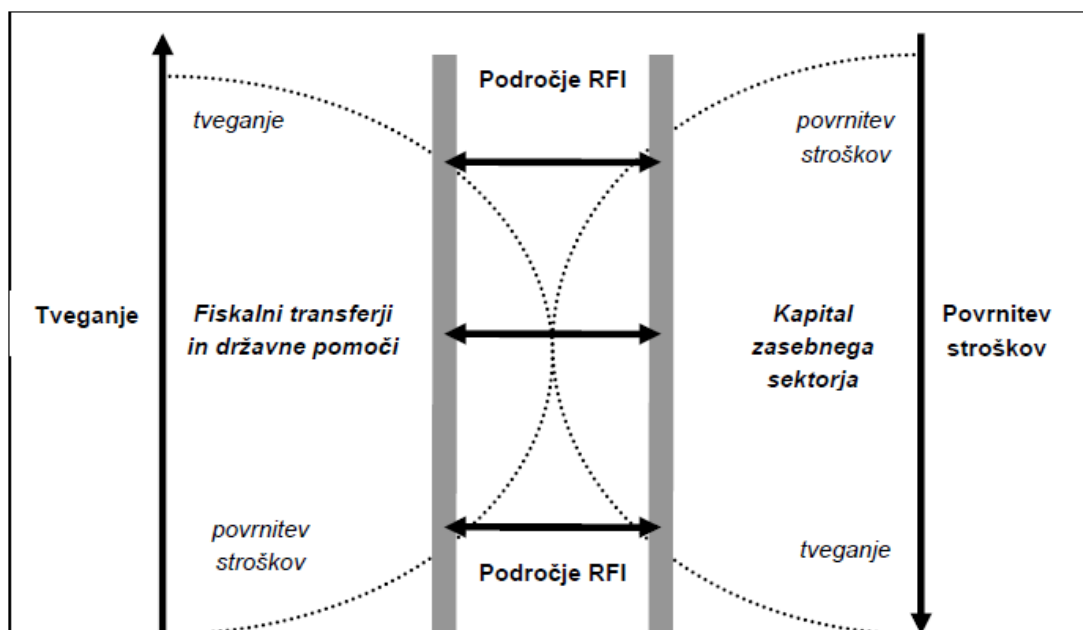 Področje RFI
tveganje
povrnitev
stroškov
Tveganje
Fiskalni transferji
in državne pomoči
Kapital
zasebnega
sektorja
Povrnitev
stroškov
povrnitev
stroškov
tveganje
Področje RFI